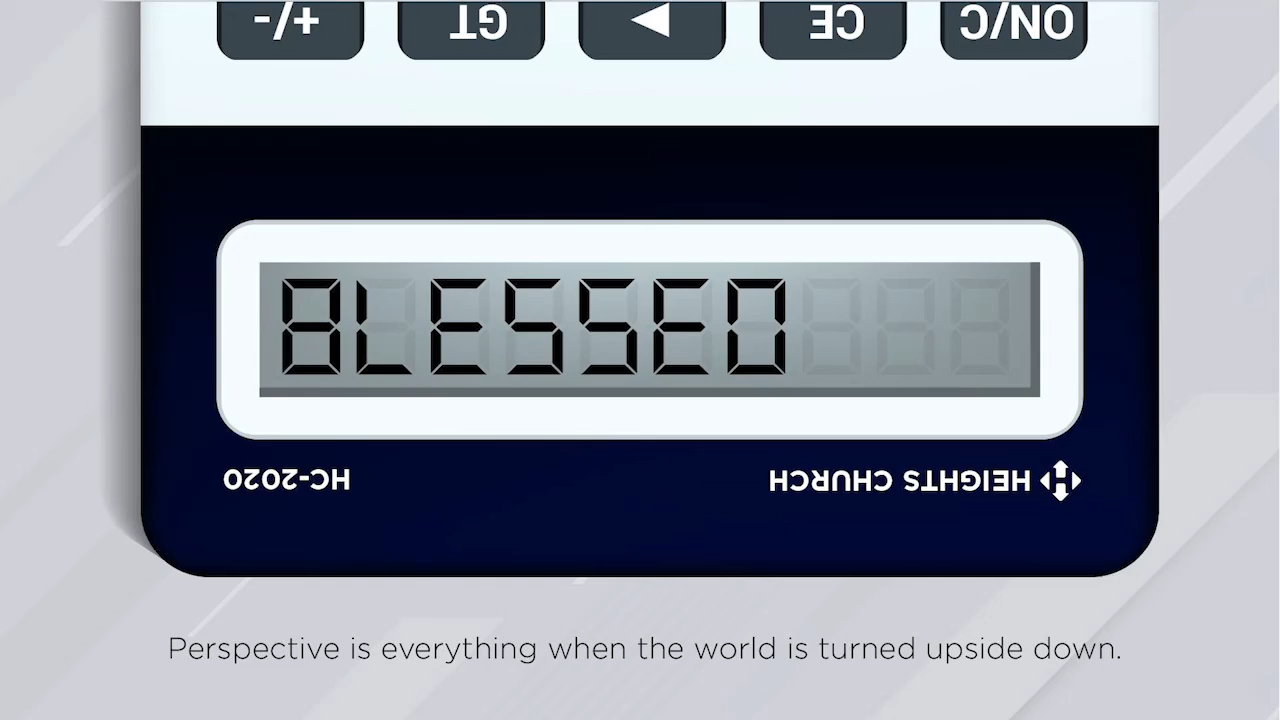 +/- GT ▶ CE ON/C
BLESSED
HC-2020 HEIGHTS CHURCH
Perspective is everything when the world is turned upside down.